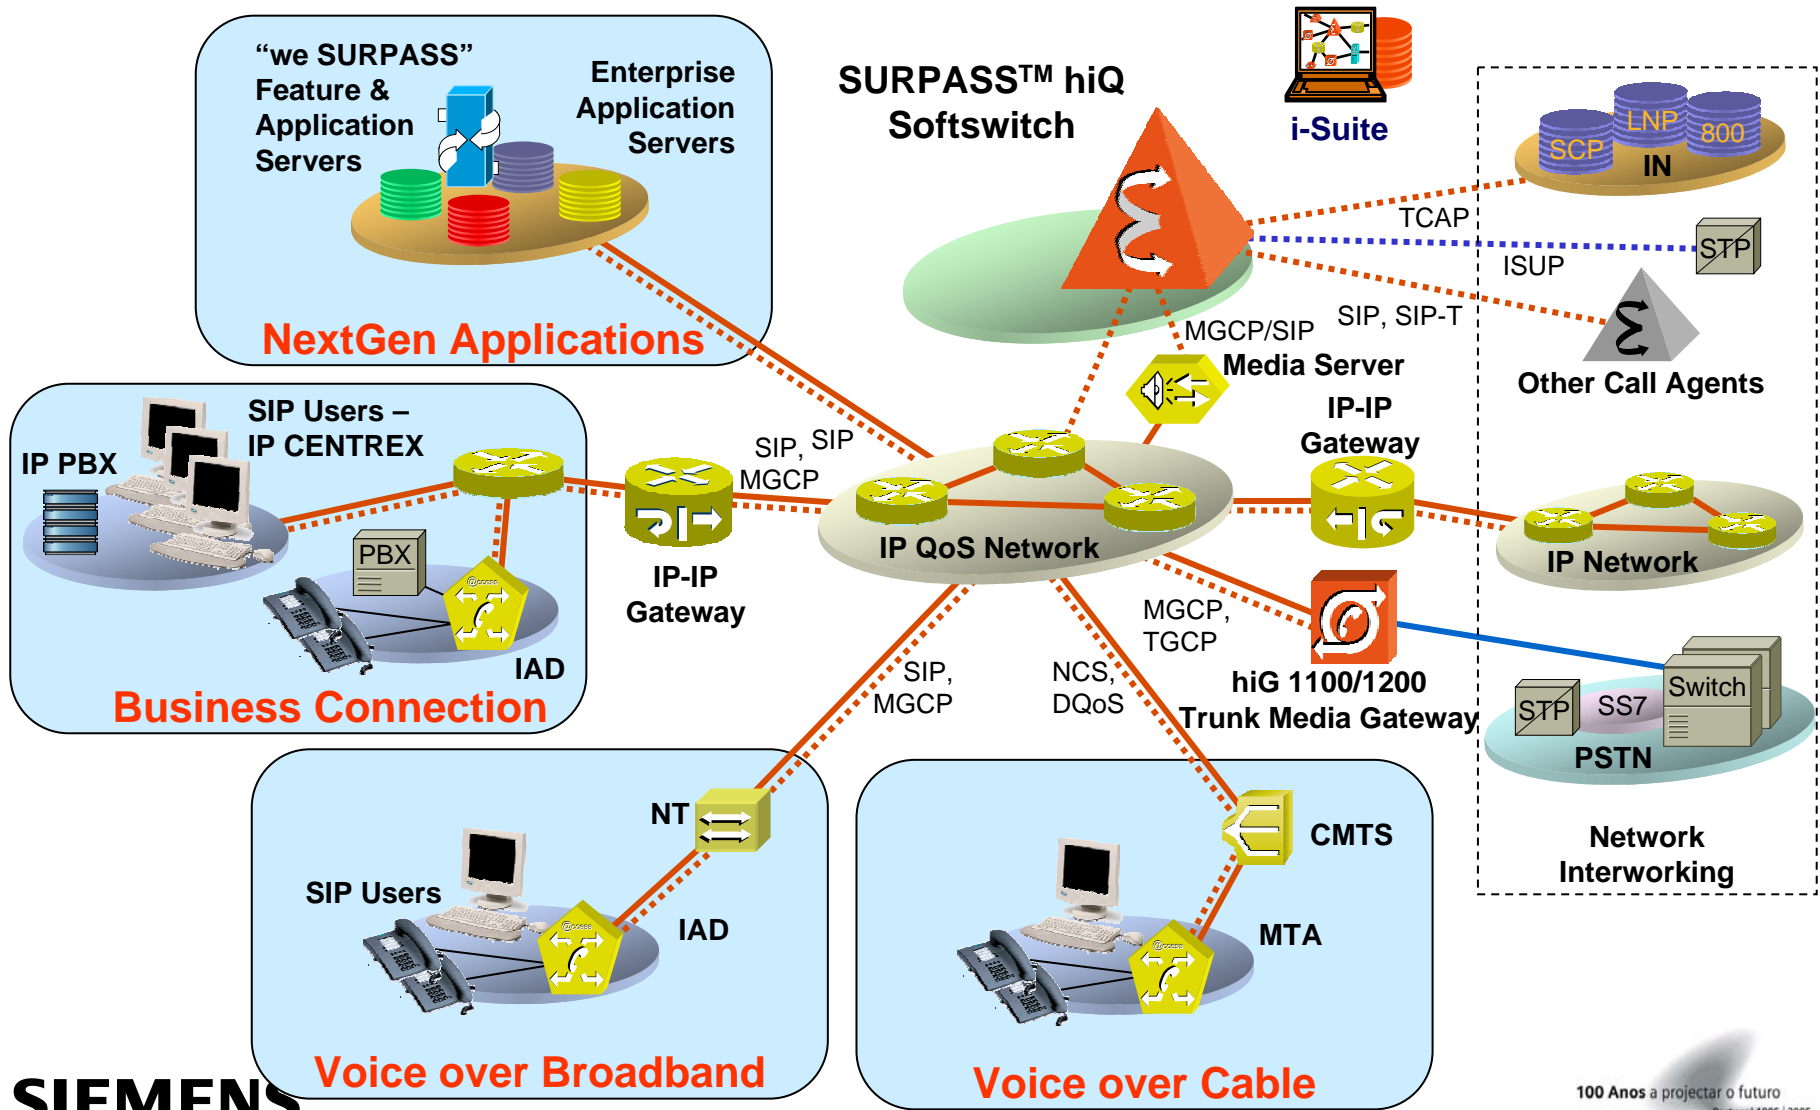 “we SURPASS”
Feature &
Application
Servers
Enterprise
Application
Servers
NextGen Applications
SURPASS™ hiQ
Softswitch
i-Suite
SCP
LNP
800
IN
TCAP
STP
ISUP
SIP, SIP-T
Other Call Agents
MGCP/SIP
Media Server
IP-IP
Gateway
SIP Users –
IP CENTREX
IP PBX
PBX
@ccess
IAD
Business Connection
SIP, SIP
MGCP
IP-IP
Gateway
IP QoS Network
IP Network
MGCP,
TGCP
hiG 1100/1200
Trunk Media Gateway
STP
SS7
Switch
PSTN
Network
Interworking
SIP,
MGCP
NCS,
DQoS
NT
SIP Users
@ccess
IAD
Voice over Broadband
CMTS
@ccess
MTA
Voice over Cable
SIEMENS
100 Anos a projectar o futuro